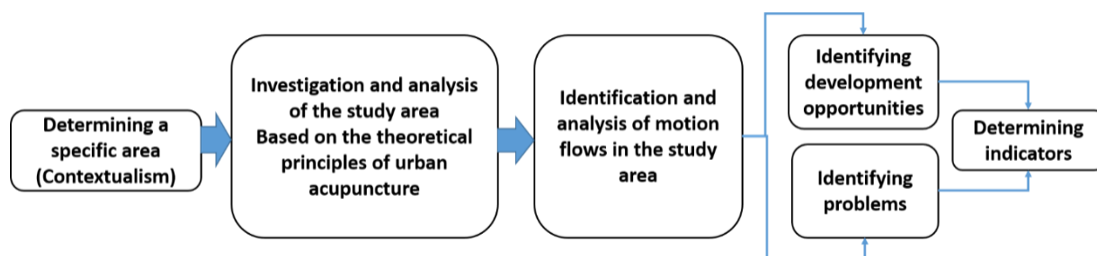 Determining a
specific area
(Contextualism)
Investigation and analysis
of the study area
Based on the theoretical
principles of urban
acupuncture
Identification and
analysis of motion
flows in the study
area
Identifying
development
opportunities
Identifying
problems
Determining
indicators